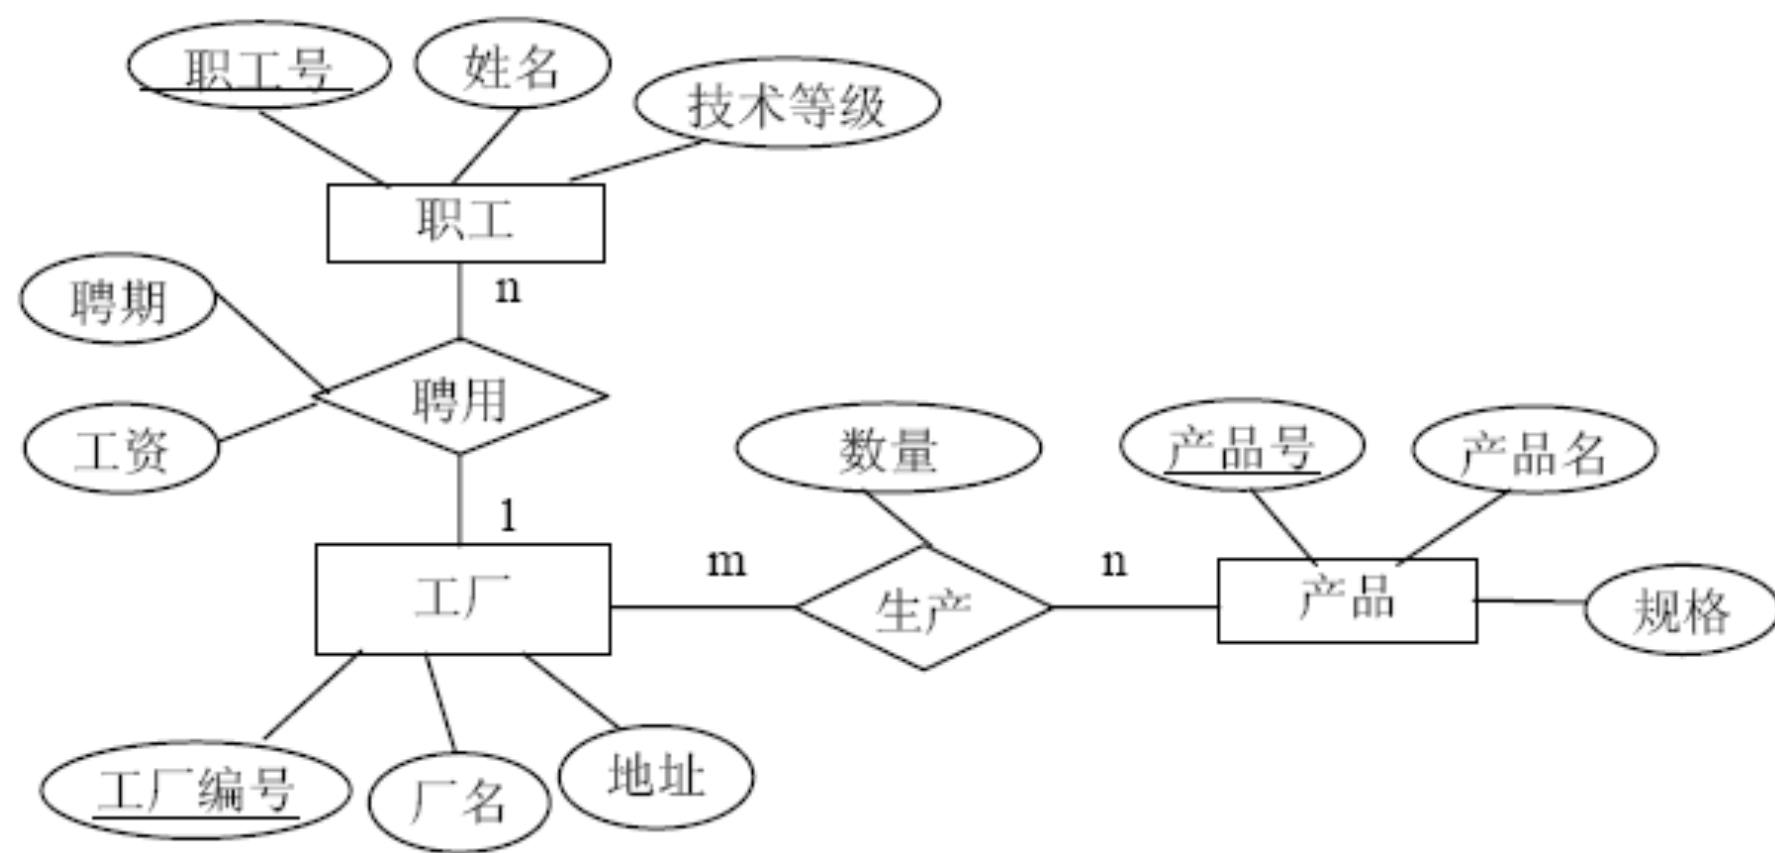 职工号
姓名
技术等级
职工
n
聘期
聘用
工资
1
数量
产品号
产品名
工厂
m
生产
n
产品
规格
工厂编号
厂名
地址